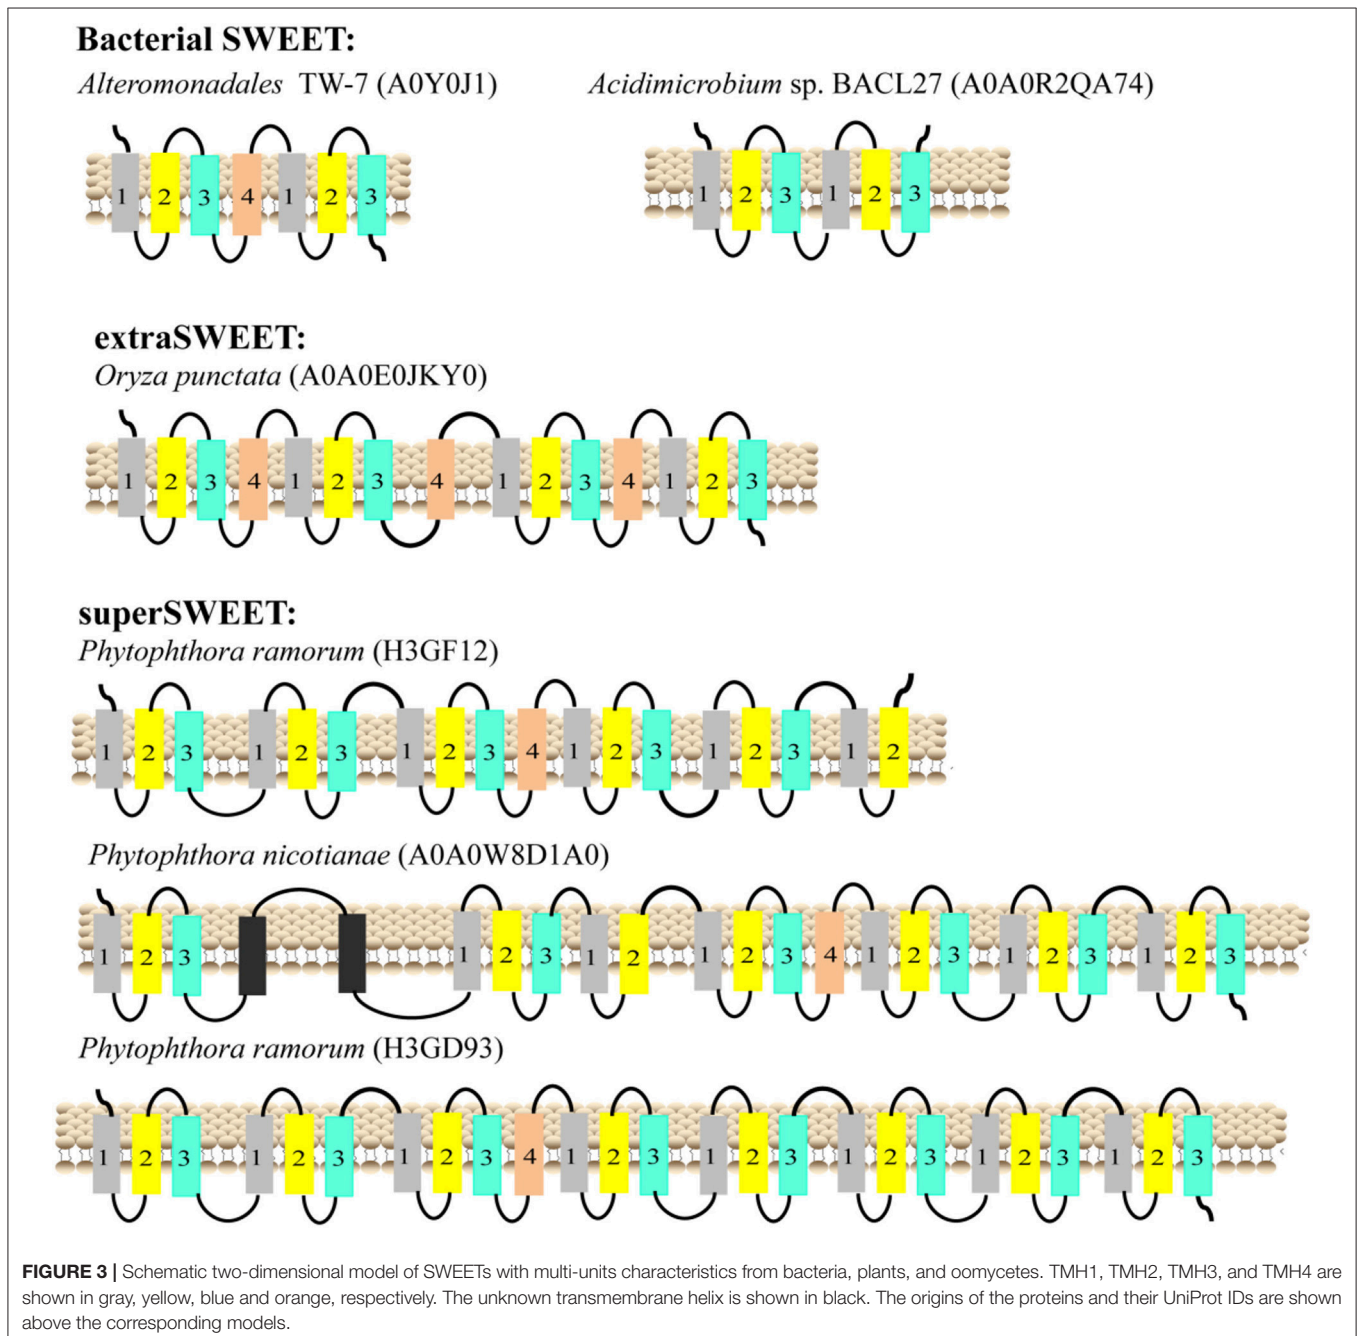 Bacterial SWEET:
Alteromonadales TW-7 (A0Y0J1)
Acidimicrobium sp. BACL27 (A0A0R2QA74)
1 2 3 4 1 2 3
1 2 3 1 2 3
extraSWEET:
Oryza punctata (A0A0E0JKY0)
1 2 3 4 1 2 3 4 1 2 3 4 1 2 3
superSWEET:
Phytophthora ramorum (H3GF12)
1 2 3 1 2 3 1 2 3 4 1 2 3 1 2 3 1 2
Phytophthora nicotianae (A0A0W8D1A0)
1 2 3 1 2 3 1 2 1 2 3 4 1 2 3 1 2 3 1 2 3
Phytophthora ramorum (H3GD93)
1 2 3 1 2 3 1 2 3 4 1 2 3 1 2 3 1 2 3 1 2 3 1 2 3
FIGURE 3 | Schematic two-dimensional model of SWEETs with multi-units characteristics from bacteria, plants, and oomycetes. TMH1, TMH2, TMH3, and TMH4 are
shown in gray, yellow, blue and orange, respectively. The unknown transmembrane helix is shown in black. The origins of the proteins and their UniProt IDs are shown
above the corresponding models.